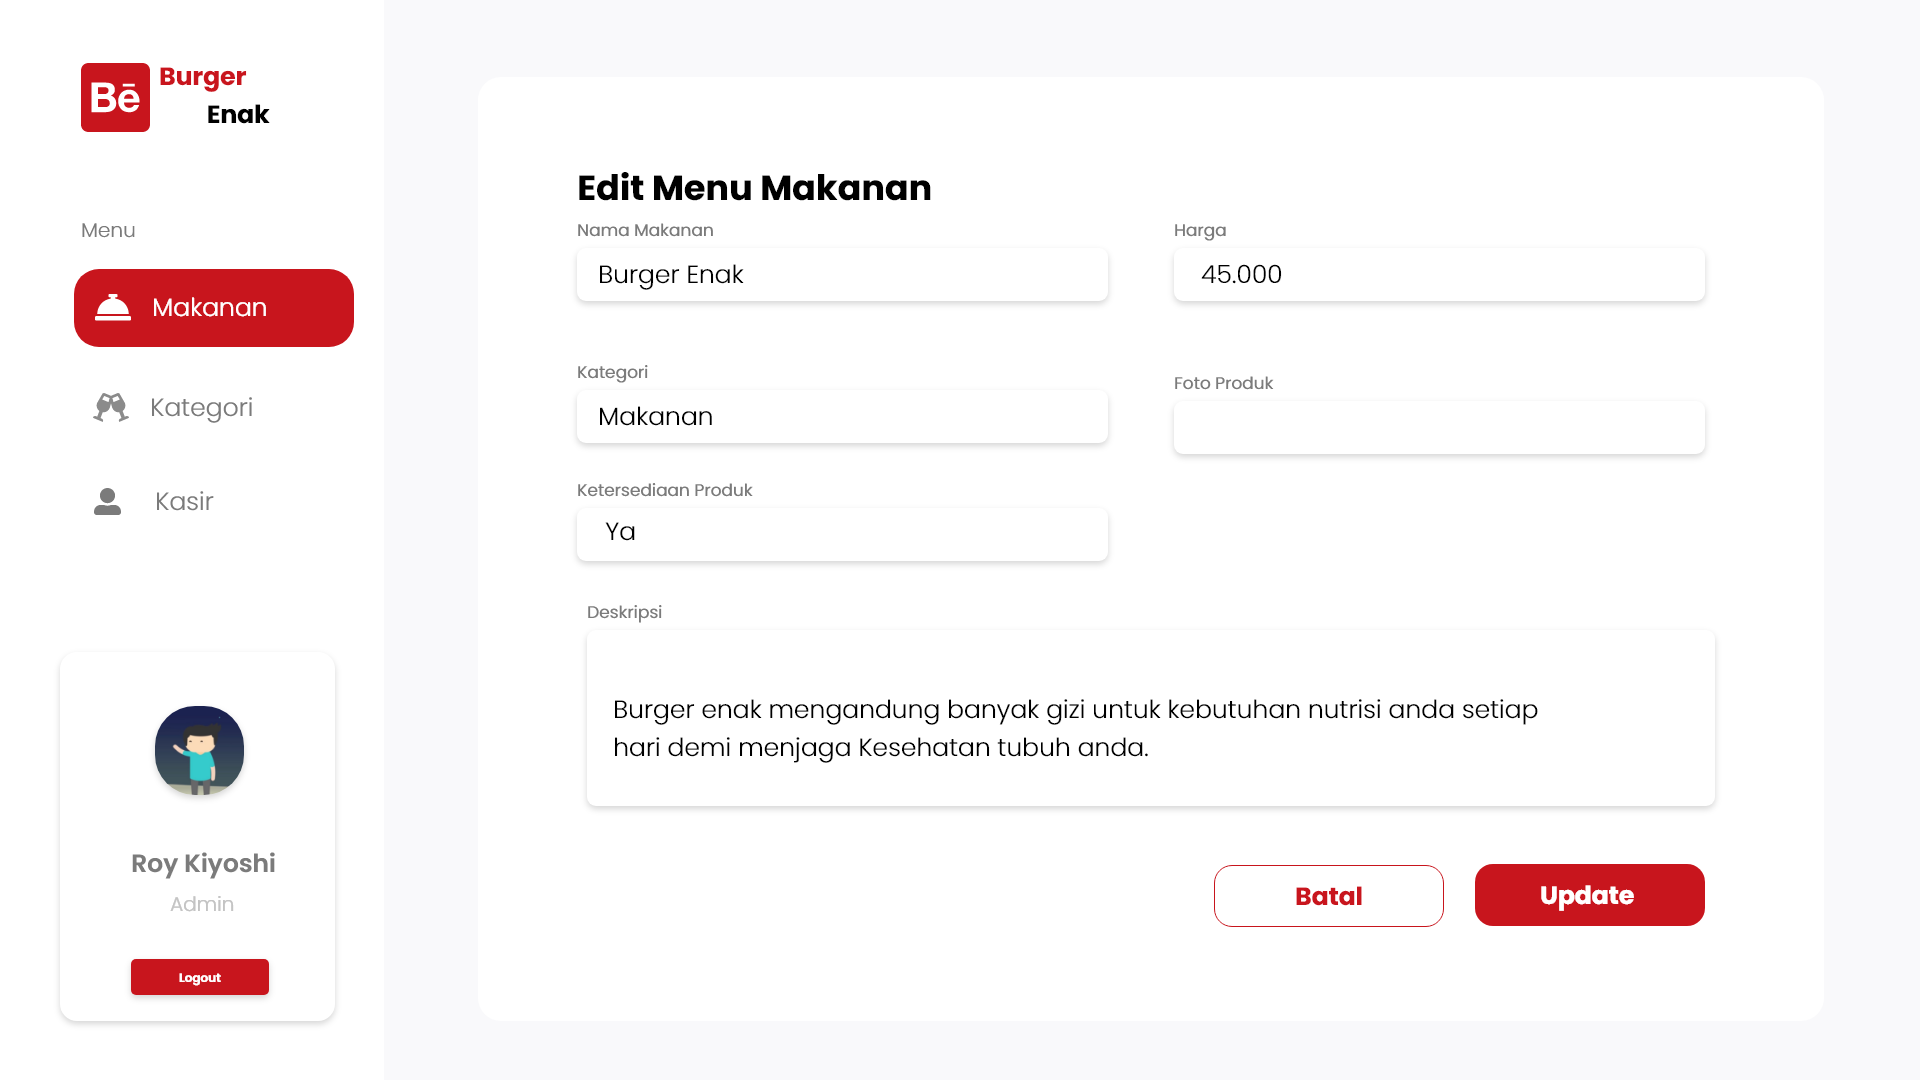 Bē
Burger
Enak
Menu
Makanan
Kategori
Kasir
Roy Kiyoshi
Admin
Logout
Edit Menu Makanan
Nama Makanan
Burger Enak
Harga
45.000
Kategori
Makanan
Foto Produk
Ketersediaan Produk
Ya
Deskripsi
Burger enak mengandung banyak gizi untuk kebutuhan nutrisi anda setiap
hari demi menjaga Kesehatan tubuh anda.
Batal
Update